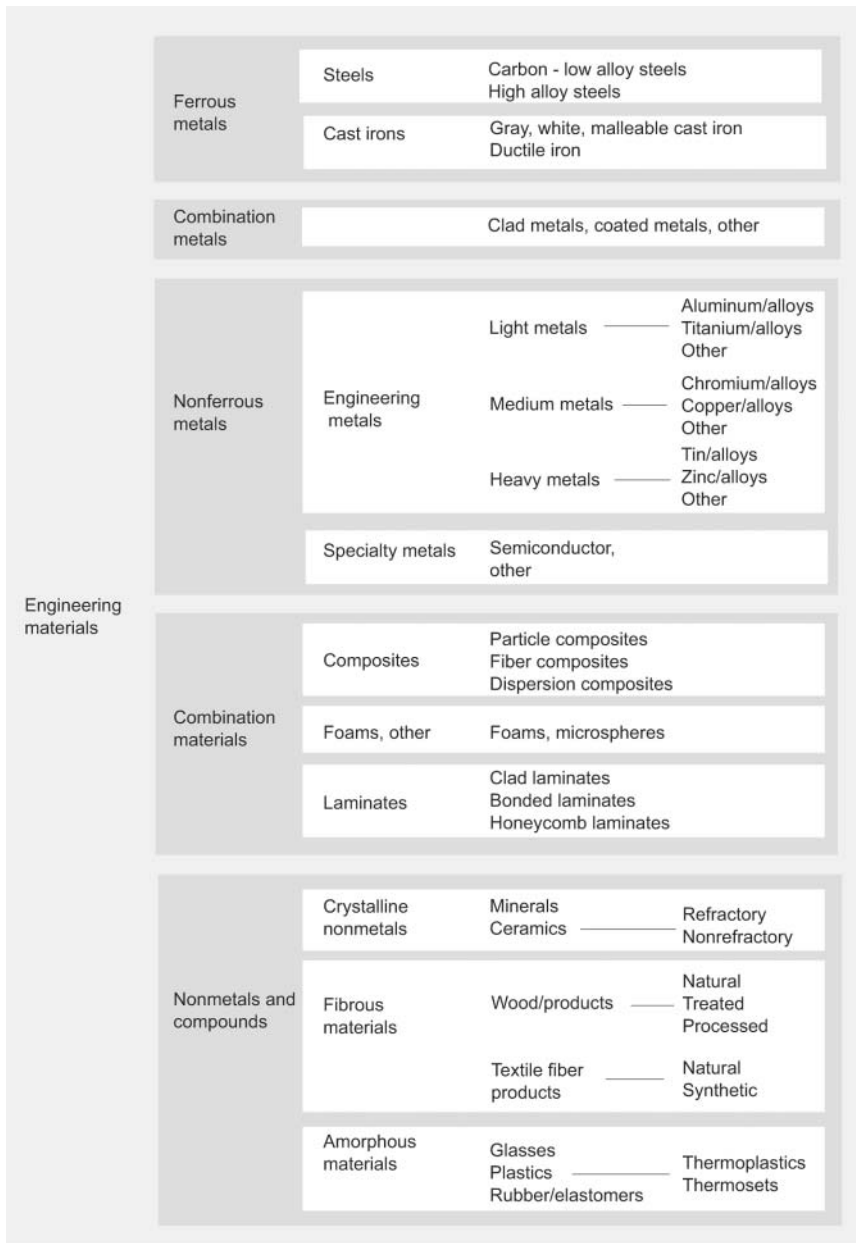 Engineering
materials
Ferrous
metals
Steels
Carbon - low alloy steels
High alloy steels
Cast irons
Gray, white, malleable cast iron
Ductile iron
Combination
metals
Clad metals, coated metals, other
Nonferrous
metals
Engineering
metals
Light metals
Aluminum/alloys
Titanium/alloys
Other
Medium metals
Chromium/alloys
Copper/alloys
Other
Heavy metals
Tin/alloys
Zinc/alloys
Other
Specialty metals
Semiconductor,
other
Combination
materials
Composites
Particle composites
Fiber composites
Dispersion composites
Foams, other
Foams, microspheres
Laminates
Clad laminates
Bonded laminates
Honeycomb laminates
Nonmetals and
compounds
Crystalline
nonmetals
Minerals
Ceramics
Refractory
Nonrefractory
Fibrous
materials
Wood/products
Natural
Treated
Processed
Textile fiber
products
Natural
Synthetic
Amorphous
materials
Glasses
Plastics
Rubber/elastomers
Thermoplastics
Thermosets